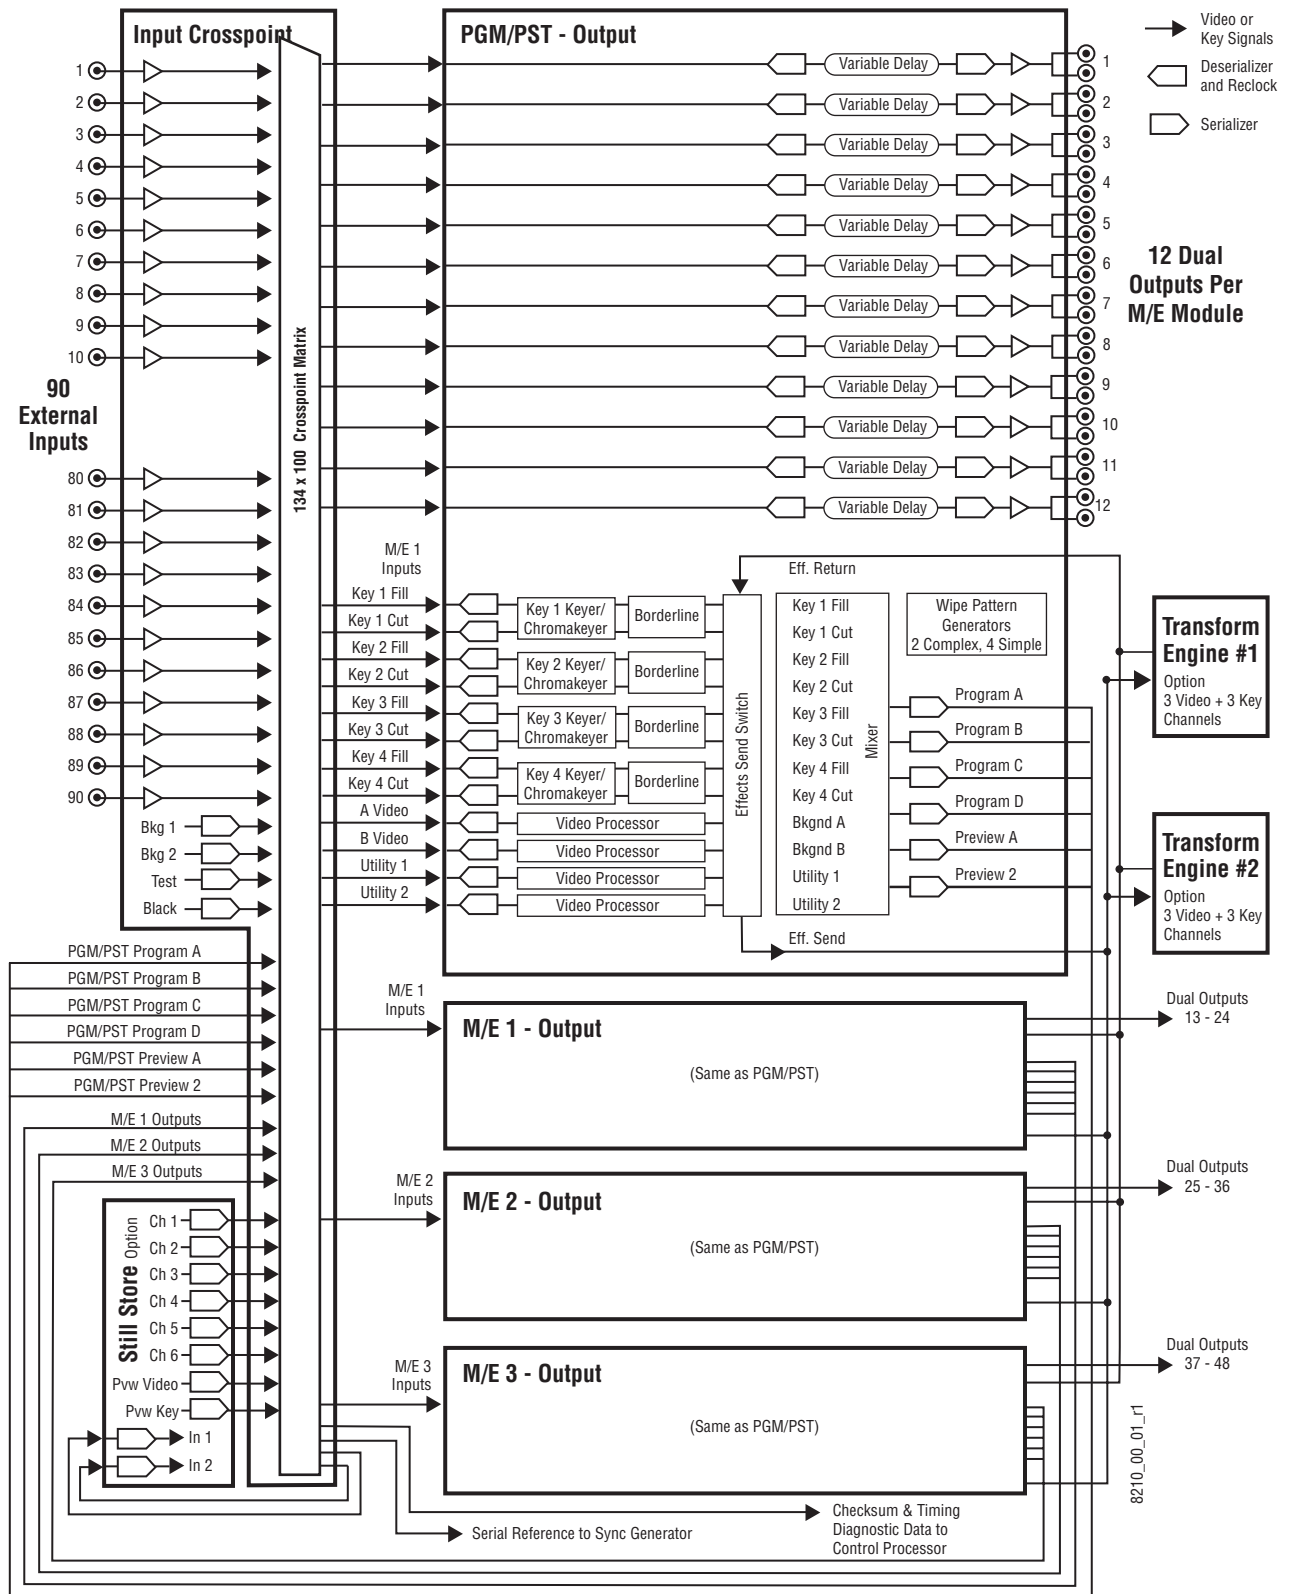 Input Crosspoint
PGM/PST - Output
Video or
Key Signals
Deserializer
and Reclock
Serializer
1
2
3
4
5
6
7
8
9
10
90
External
Inputs
80
81
82
83
84
85
86
87
88
89
90
Bkg 1
Bkg 2
Test
Black
134 x 100 Crosspoint Matrix
Variable Delay
1
Variable Delay
2
Variable Delay
3
Variable Delay
4
Variable Delay
5
Variable Delay
6
Variable Delay
7
Variable Delay
8
Variable Delay
9
Variable Delay
10
Variable Delay
11
Variable Delay
12
12 Dual
Outputs Per
M/E Module
M/E 1
Inputs
Key 1 Fill
Key 1 Cut
Key 2 Fill
Key 2 Cut
Key 3 Fill
Key 3 Cut
Key 4 Fill
Key 4 Cut
A Video
B Video
Utility 1
Utility 2
Key 1 Keyer/
Chromakeyer
Borderline
Key 2 Keyer/
Chromakeyer
Borderline
Key 3 Keyer/
Chromakeyer
Borderline
Key 4 Keyer/
Chromakeyer
Borderline
Video Processor
Video Processor
Video Processor
Video Processor
Effects Send Switch
Eff. Return
Key 1 Fill
Key 1 Cut
Key 2 Fill
Key 2 Cut
Key 3 Fill
Key 3 Cut
Key 4 Fill
Key 4 Cut
Bkgnd A
Bkgnd B
Utility 1
Utility 2
Mixer
Eff. Send
Wipe Pattern
Generators
2 Complex, 4 Simple
Program A
Program B
Program C
Program D
Preview A
Preview 2
Transform
Engine #1
Option
3 Video + 3 Key
Channels
Transform
Engine #2
Option
3 Video + 3 Key
Channels
PGM/PST Program A
PGM/PST Program B
PGM/PST Program C
PGM/PST Program D
PGM/PST Preview A
PGM/PST Preview 2
M/E 1 Outputs
M/E 2 Outputs
M/E 3 Outputs
Still Store Option
Ch 1
Ch 2
Ch 3
Ch 4
Ch 5
Ch 6
Pvw Video
Pvw Key
In 1
In 2
M/E 1
Inputs
M/E 1 - Output
(Same as PGM/PST)
Dual Outputs
13 - 24
M/E 2
Inputs
M/E 2 - Output
(Same as PGM/PST)
Dual Outputs
25 - 36
M/E 3
Inputs
M/E 3 - Output
(Same as PGM/PST)
Dual Outputs
37 - 48
8210_00_01_r1
Checksum & Timing
Diagnostic Data to
Control Processor
Serial Reference to Sync Generator